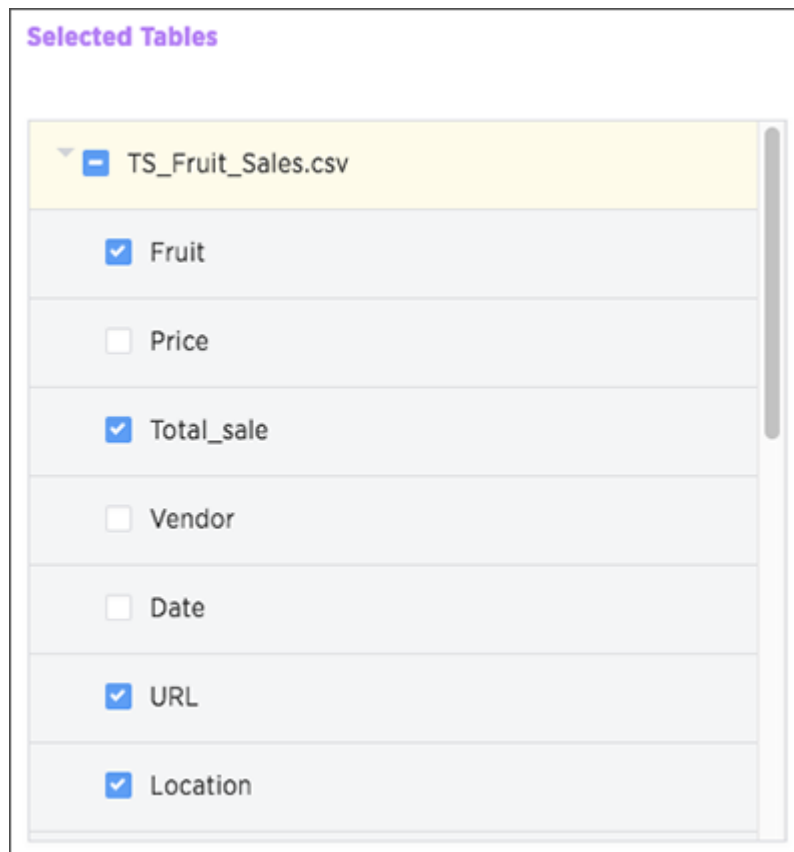 Selected Tables
TS_Fruit_Sales.csv
Fruit
Price
Total_sale
Vendor
Date
URL
Location